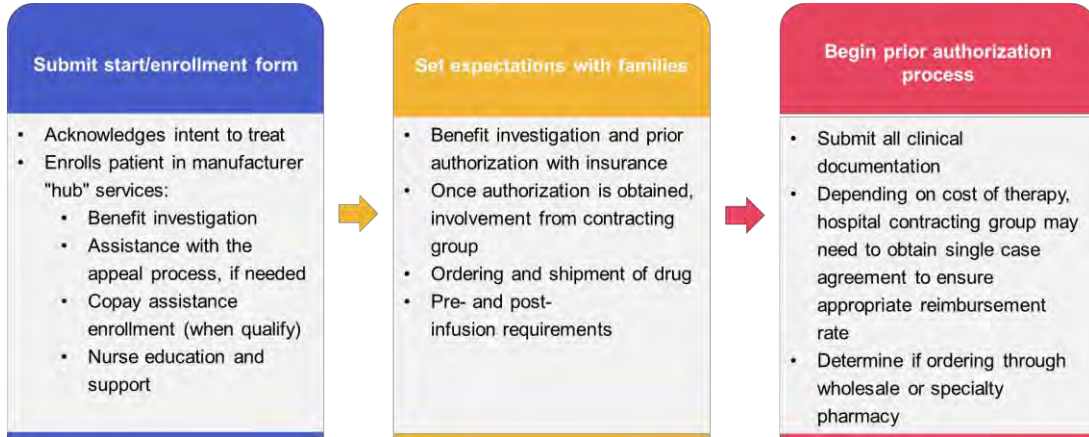 Submit start/enrollment form
• Acknowledges intent to treat
• Enrolls patient in manufacturer
"hub" services:
• Benefit investigation
• Assistance with the
appeal process, if needed
• Copay assistance
enrollment (when qualify)
• Nurse education and
support
Set expectations with families
• Benefit investigation and prior
authorization with insurance
• Once authorization is obtained,
involvement from contracting
group
• Ordering and shipment of drug
• Pre- and post-
infusion requirements
Begin prior authorization
process
• Submit all clinical
documentation
• Depending on cost of therapy,
hospital contracting group may
need to obtain single case
agreement to ensure
appropriate reimbursement
rate
• Determine if ordering through
wholesale or specialty
pharmacy